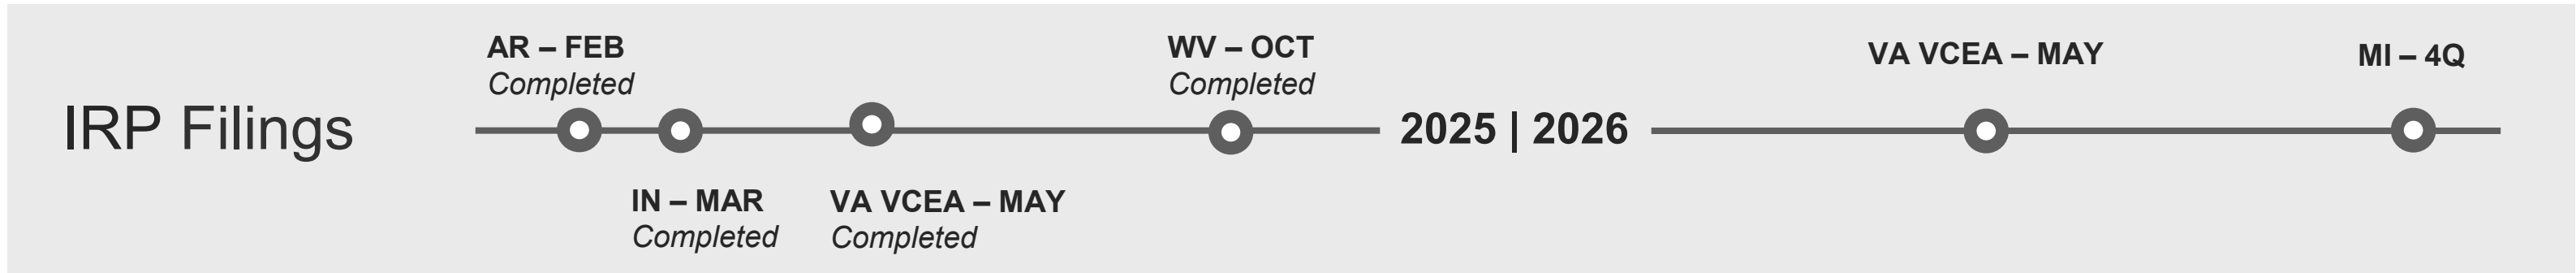 IRP Filings
AR – FEB
Completed
IN – MAR
Completed
VA VCEA – MAY
Completed
WV – OCT
Completed
2025 | 2026
VA VCEA – MAY
MI – 4Q